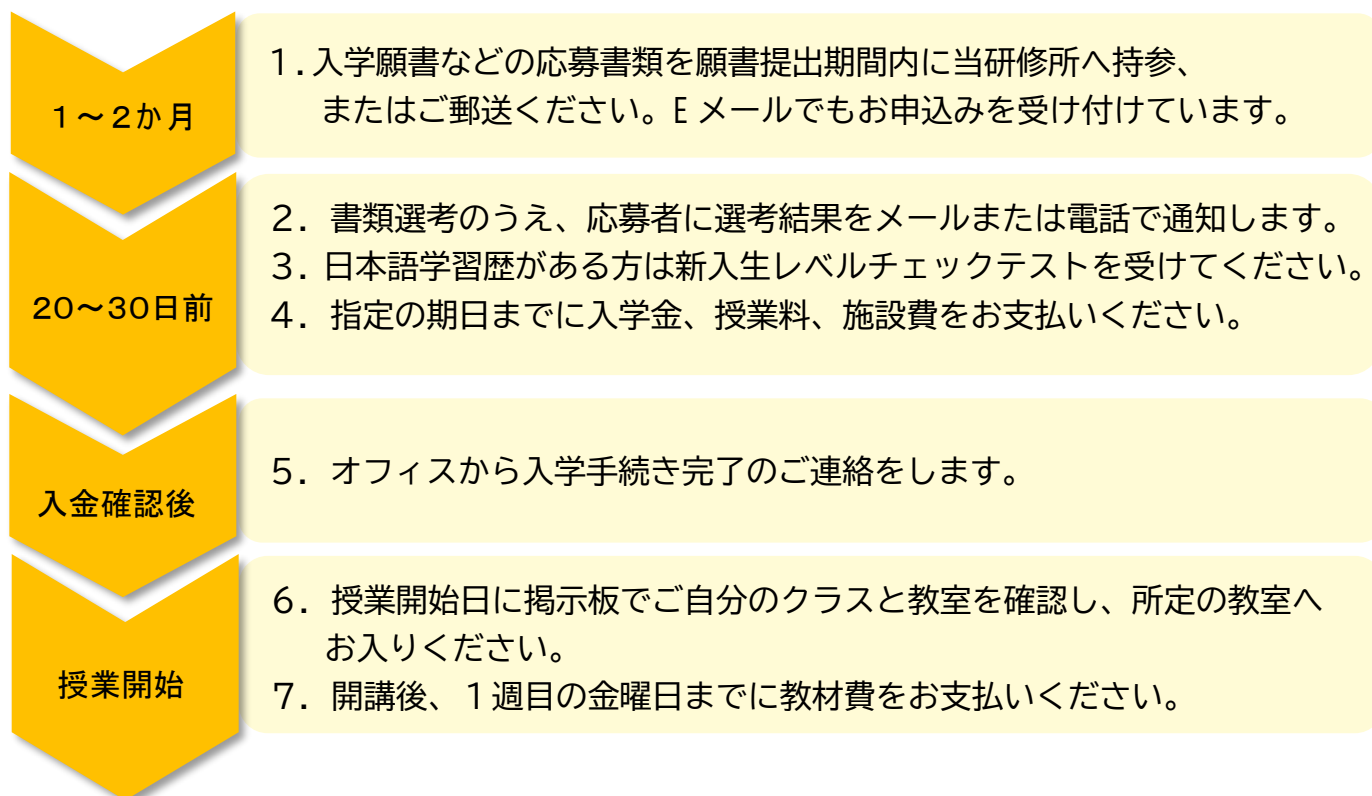 1～2か月
1．入学願書などの応募書類を願書提出期間内に当研修所へ持参、
またはご郵送ください。Eメールでもお申込みを受け付けています。
20～30日前
2．書類選考のうえ、応募者に選考結果をメールまたは電話で通知します。
3．日本語学習歴がある方は新入生レベルチェックテストを受けてください。
4．指定の期日までに入学金、授業料、施設費をお支払いください。
入金確認後
5．オフィスから入学手続き完了のご連絡をします。
授業開始
6．授業開始日に掲示板でご自分のクラスと教室を確認し、所定の教室へ
お入りください。
7．開講後、1週目の金曜日までに教材費をお支払いください。